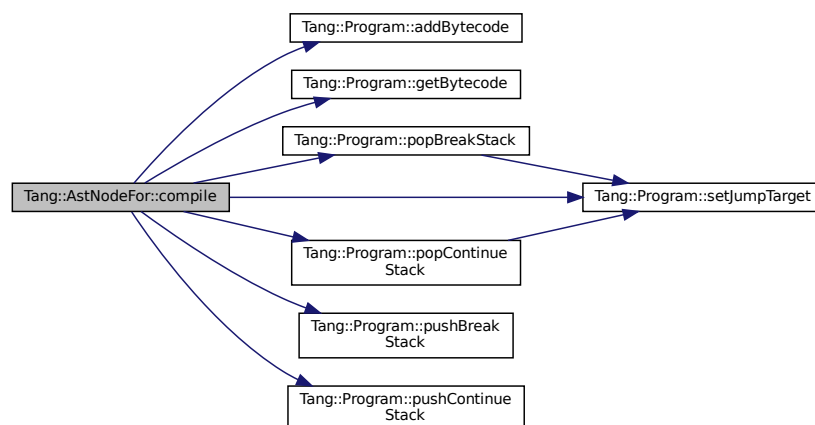 Tang::Program::addBytecode
Tang::Program::getBytecode
Tang::Program::popBreakStack
Tang::AstNodeFor::compile
Tang::Program::setJumpTarget
Tang::Program::popContinue
Stack
Tang::Program::pushBreak
Stack
Tang::Program::pushContinue
Stack